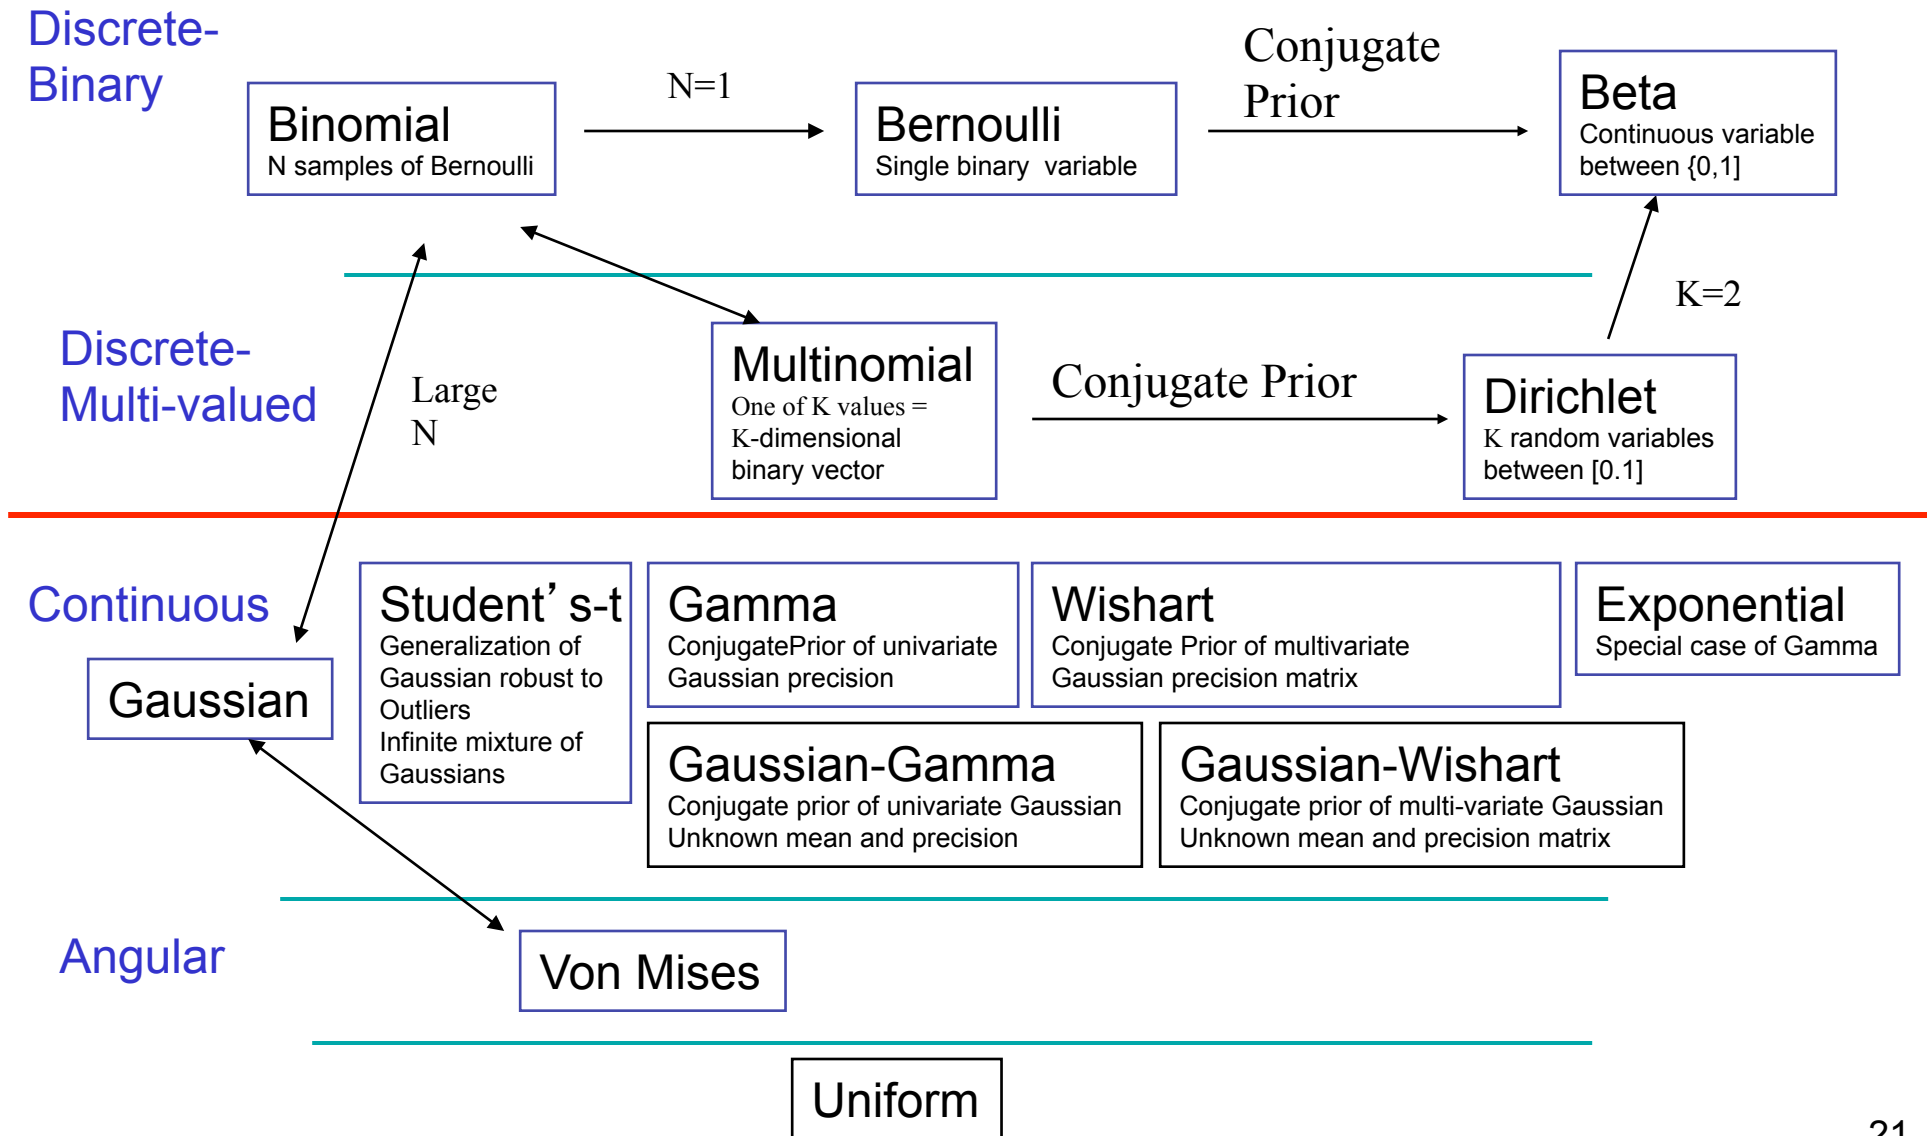 Discrete-
Binary
Binomial
N samples of Bernoulli
N=1
Bernoulli
Single binary variable
Conjugate
Prior
Beta
Continuous variable
between {0,1]
K=2
Discrete-
Multi-valued
Large
N
Multinomial
One of K values =
K-dimensional
binary vector
Conjugate Prior
Dirichlet
K random variables
between [0.1]
Continuous
Gaussian
Student's-t
Generalization of
Gaussian robust to
Outliers
Infinite mixture of
Gaussians
Gamma
ConjugatePrior of univariate
Gaussian precision
Wishart
Conjugate Prior of multivariate
Gaussian precision matrix
Exponential
Special case of Gamma
Gaussian-Gamma
Conjugate prior of univariate Gaussian
Unknown mean and precision
Gaussian-Wishart
Conjugate prior of multi-variate Gaussian
Unknown mean and precision matrix
Angular
Von Mises
Uniform
21